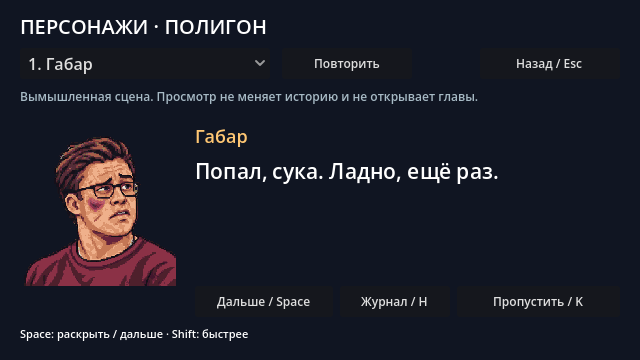 ПЕРСОНАЖИ · ПОЛИГОН
1. Габар
Повторить
Назад / Esc
Вымышленная сцена. Просмотр не меняет историю и не открывает главы.
Габар
Попал, сука. Ладно, ещё раз.
Дальше / Space
Журнал / H
Пропустить / K
Space: раскрыть / дальше · Shift: быстрее